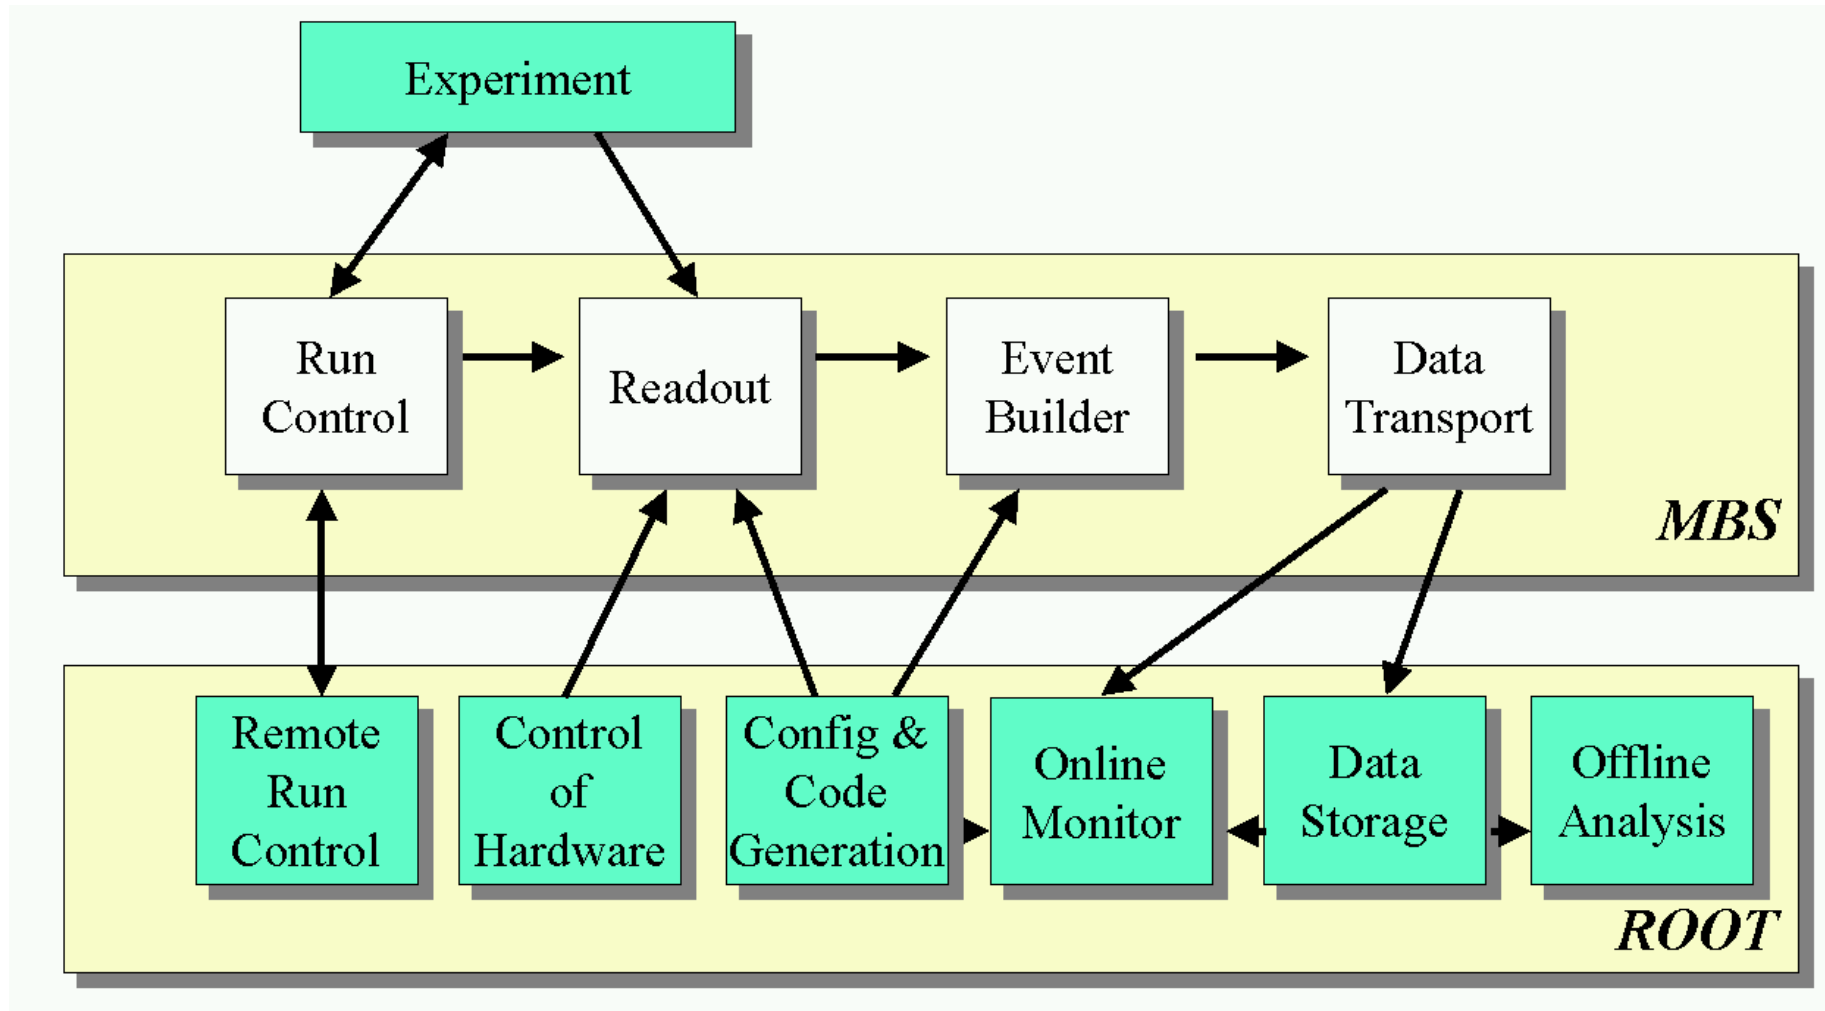 Experiment
Run
Control
Readout
Event
Builder
Data
Transport
MBS
Remote
Run
Control
Control
of
Hardware
Config &
Code
Generation
Online
Monitor
Data
Storage
Offline
Analysis
ROOT